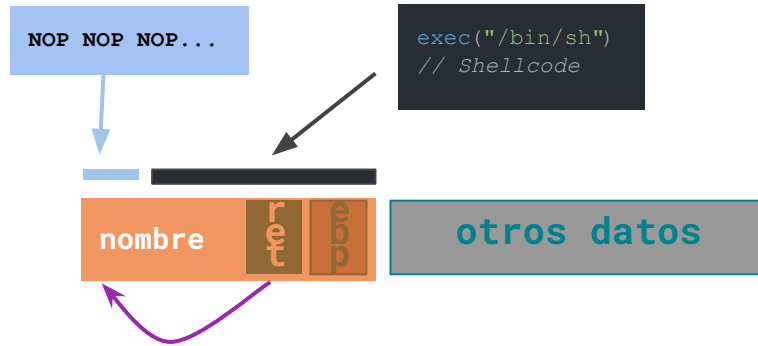 NOP NOP NOP...
exec("/bin/sh")
// Shellcode
nombre
ret
ebp
otros datos